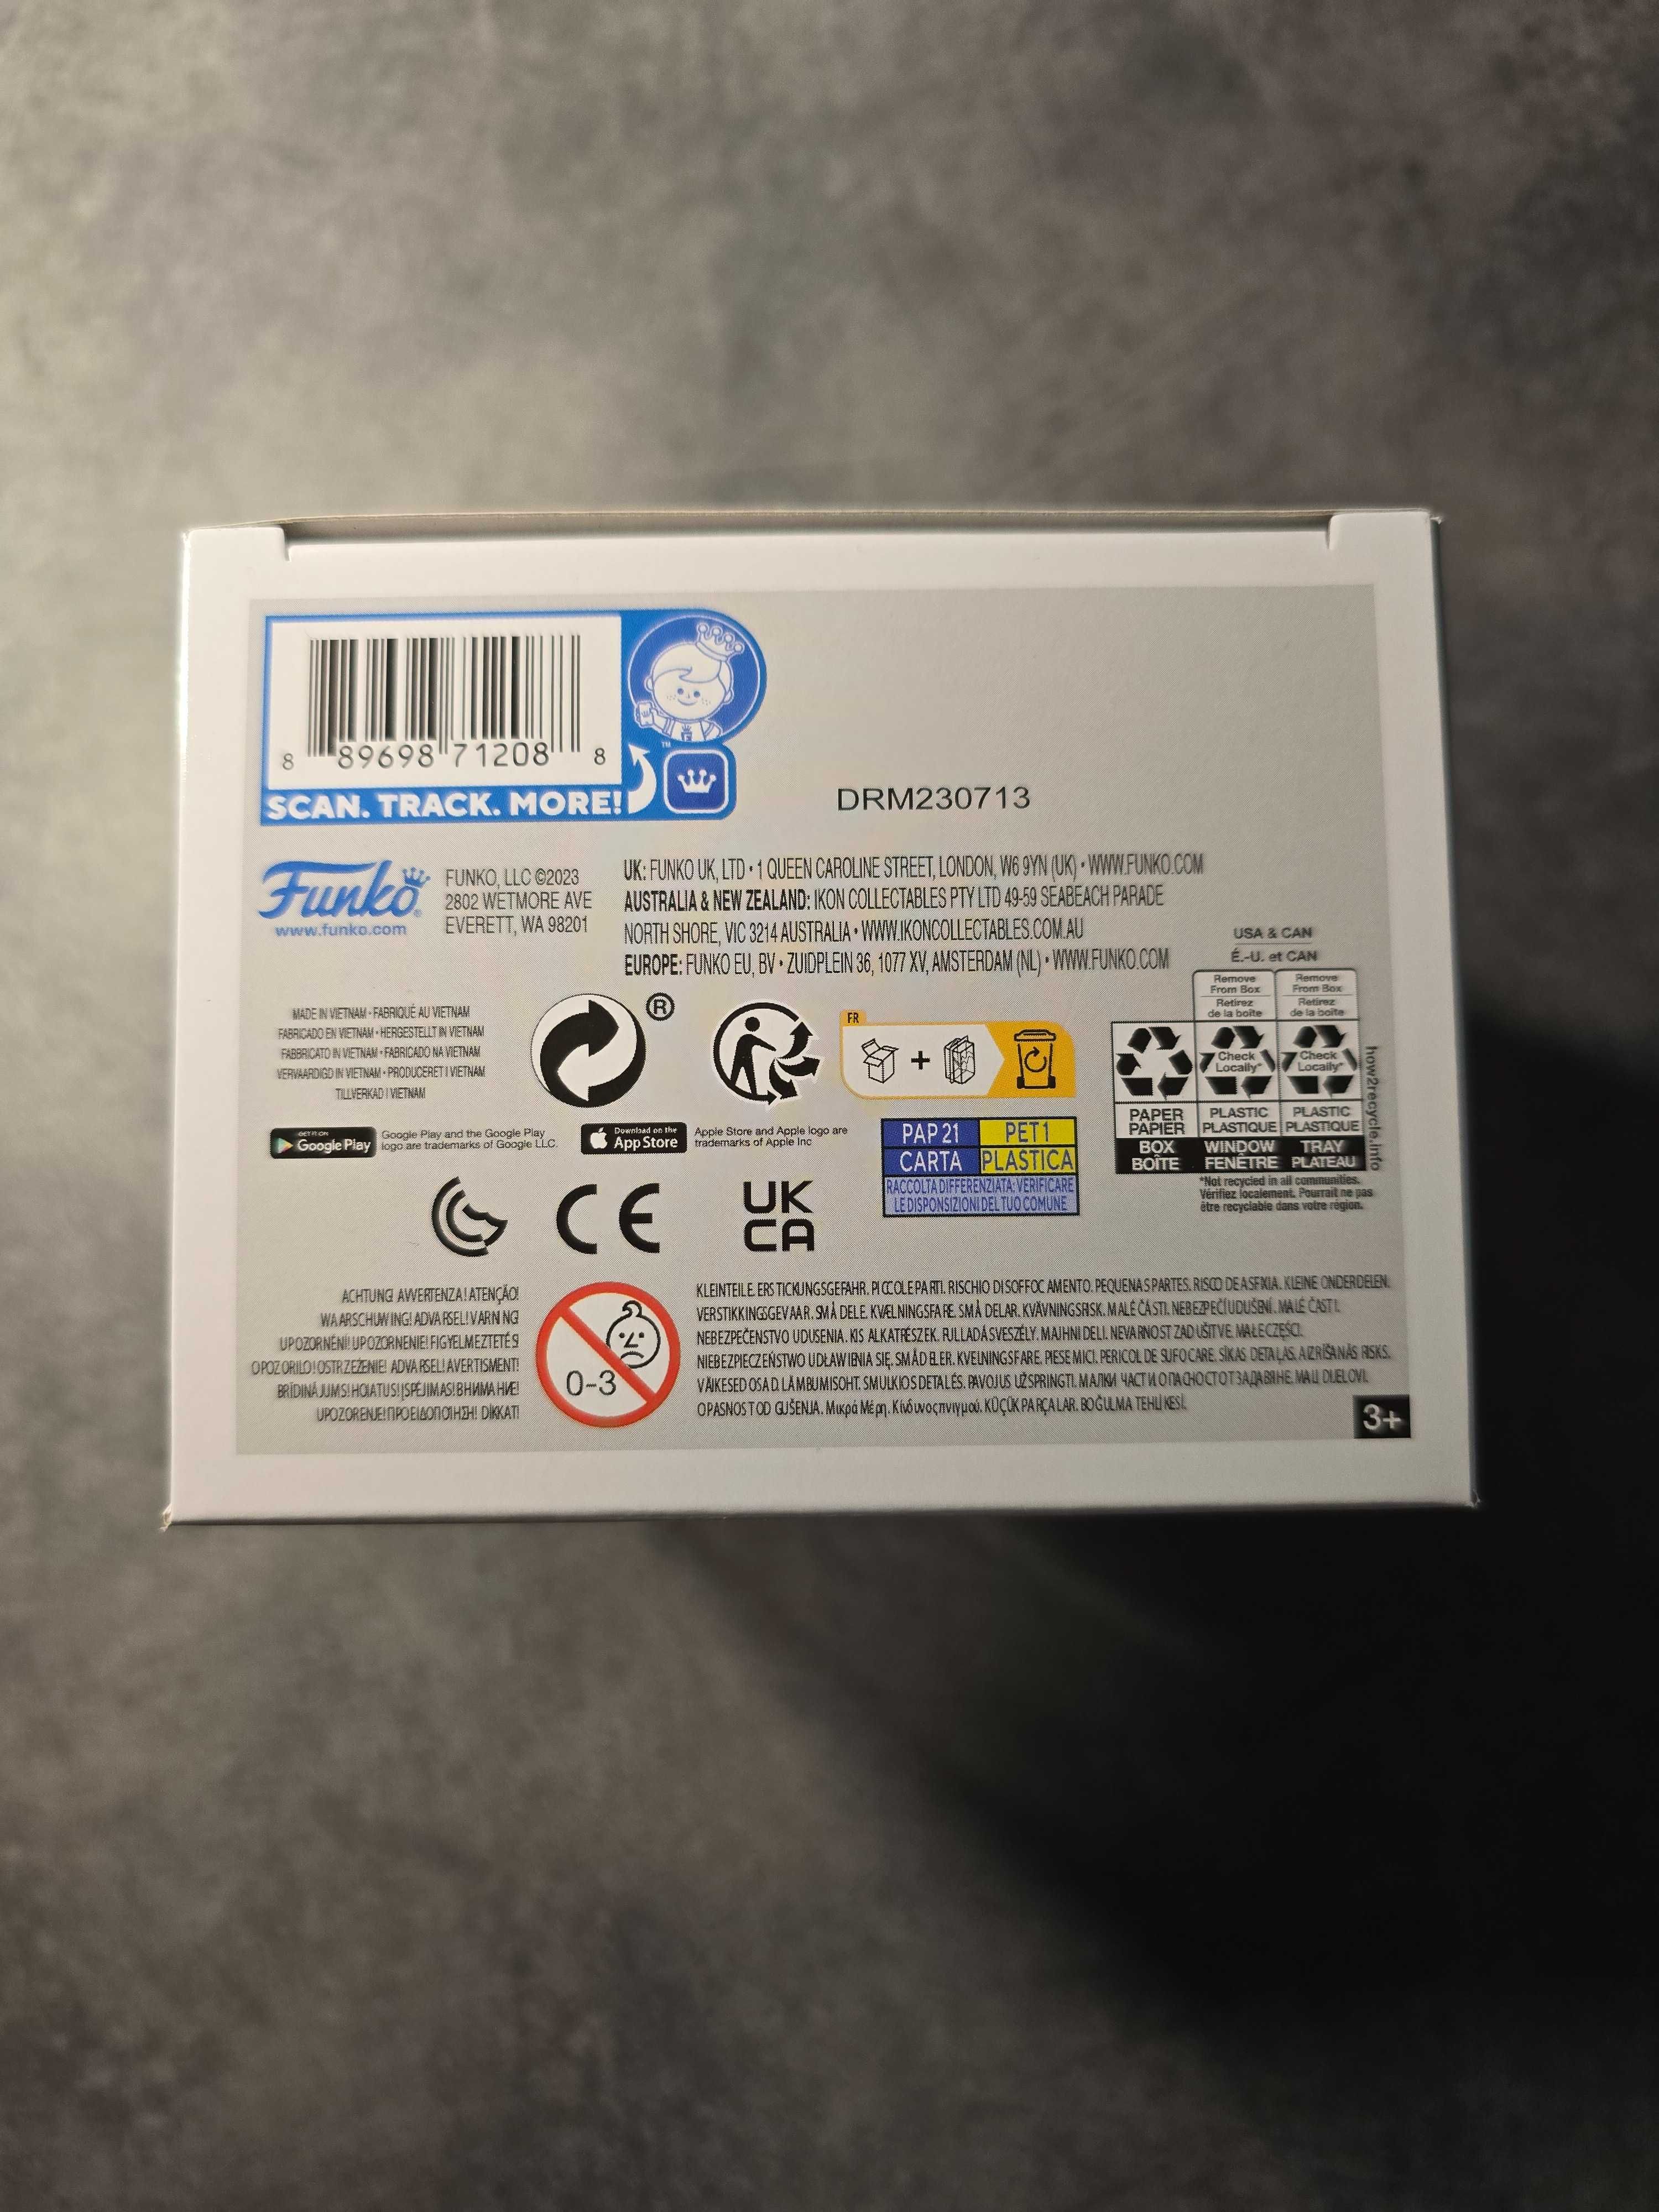 8 89698 71208 8
SCAN. TRACK. MORE!
TM
DRM230713
Funko®
www.funko.com
FUNKO, LLC ©2023
2802 WETMORE AVE
EVERETT, WA 98201
UK: FUNKO UK, LTD • 1 QUEEN CAROLINE STREET, LONDON, W6 9YN (UK) • WWW.FUNKO.COM
AUSTRALIA & NEW ZEALAND: IKON COLLECTABLES PTY LTD 49-59 SEABEACH PARADE
NORTH SHORE, VIC 3214 AUSTRALIA • WWW.IKONCOLLECTABLES.COM.AU
EUROPE: FUNKO EU, BV • ZUIDPLEIN 36, 1077 XV, AMSTERDAM (NL) • WWW.FUNKO.COM
USA & CAN
É.-U. et CAN
Remove From Box
Retirez de la boîte
Remove From Box
Retirez de la boîte
MADE IN VIETNAM • FABRIQUÉ AU VIETNAM
FABRICADO EN VIETNAM • HERGESTELLT IN VIETNAM
FABBRICATO IN VIETNAM • FABRICADO NA VIETNAM
VERVAARDIGD IN VIETNAM • PRODUCERET I VIETNAM
TILLVERKAD I VIETNAM
®
FR
+
Check Locally*
Check Locally*
PAPER PAPIER
PLASTIC PLASTIQUE
PLASTIC PLASTIQUE
BOX BOÎTE
WINDOW FENÊTRE
TRAY PLATEAU
how2recycle.info
*Not recycled in all communities.
Vérifiez localement. Pourrait ne pas
être recyclable dans votre région.
GET IT ON
Google Play
Google Play and the Google Play
logo are trademarks of Google LLC.
Download on the
App Store
Apple Store and Apple logo are
trademarks of Apple Inc
PAP 21 PET 1
CARTA PLASTICA
RACCOLTA DIFFERENZIATA: VERIFICARE
LE DISPONSIZIONI DEL TUO COMUNE
CE
UK
CA
ACHTUNG! AVVERTENZA! ATENÇÃO!
WAARSCHUWING! ADVARSEL! VARNING
UPOZORNĚNÍ! UPOZORNENIE! FIGYELMEZTETÉS
OPOZORILO! OSTRZEŻENIE! ADVARSEL! AVERTISMENT!
BRĪDINĀJUMS! HOIATUS! ĮSPĖJIMAS! ВНИМАНИЕ!
UPOZORENJE! ΠΡΟΕΙΔΟΠΟΙΗΣΗ! DİKKAT!
0-3
KLEINTEILE. ERSTICKUNGSGEFAHR. PICCOLE PARTI. RISCHIO DI SOFFOCAMENTO. PEQUENAS PARTES. RISCO DE ASFIXIA. KLEINE ONDERDELEN.
VERSTIKKINGSGEVAAR. SMÅ DELE. KVÆLNINGSFARE. SMÅ DELAR. KVÄVNINGSRISK. MALÉ ČÁSTI. NEBEZPEČÍ UDUŠENÍ. MALÉ ČASTI.
NEBEZPEČENSTVO UDUSENIA. KIS ALKATRÉSZEK. FULLADÁSVESZÉLY. MAJHNI DELI. NEVARNOST ZADUŠITVE. MAŁE CZĘŚCI.
NIEBEZPIECZEŃSTWO UDŁAWIENIA SIĘ. SMÅ DELER. KVELNINGSFARE. PIESE MICI. PERICOL DE SUFOCARE. SĪKAS DETAĻAS. AIZRĪŠANĀS RISKS.
VÄIKESED OSAD. LÄMBUMISOHT. SMULKIOS DETALĖS. PAVOJUS UŽSPRINGTI. МАЛКИ ЧАСТИ. ОПАСНОСТ ОТ ЗАДАВЯНЕ. MALI DIJELOVI.
OPASNOST OD GUŠENJA. Μικρά Μέρη. Κίνδυνος πνιγμού. KÜÇÜK PARÇALAR. BOĞULMA TEHLİKESİ.
3+